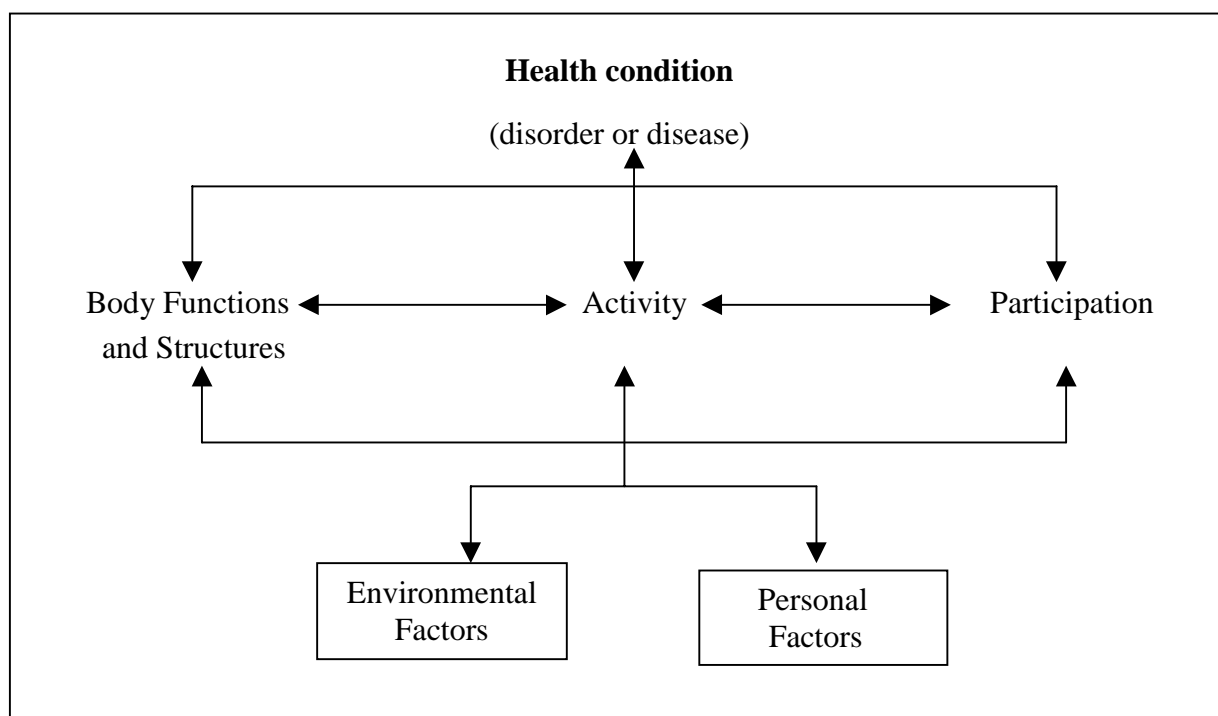 Health condition
(disorder or disease)
Body Functions
and Structures
Activity
Participation
Environmental
Factors
Personal
Factors